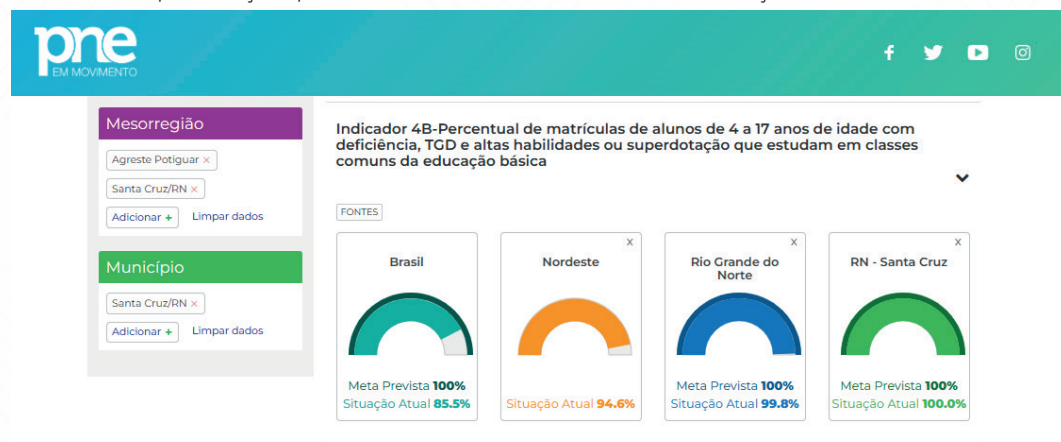 pne
EM MOVIMENTO
Mesorregião
Agreste Potiguar ×
Santa Cruz/RN ×
Adicionar + Limpar dados
Município
Santa Cruz/RN ×
Adicionar + Limpar dados
Indicador 4B-Percentual de matrículas de alunos de 4 a 17 anos de idade com
deficiência, TGD e altas habilidades ou superdotação que estudam em classes
comuns da educação básica
FONTES
Brasil
Meta Prevista 100%
Situação Atual 85.5%
X
Nordeste
Situação Atual 94.6%
X
Rio Grande do
Norte
Meta Prevista 100%
Situação Atual 99.8%
X
RN - Santa Cruz
Meta Prevista 100%
Situação Atual 100.0%